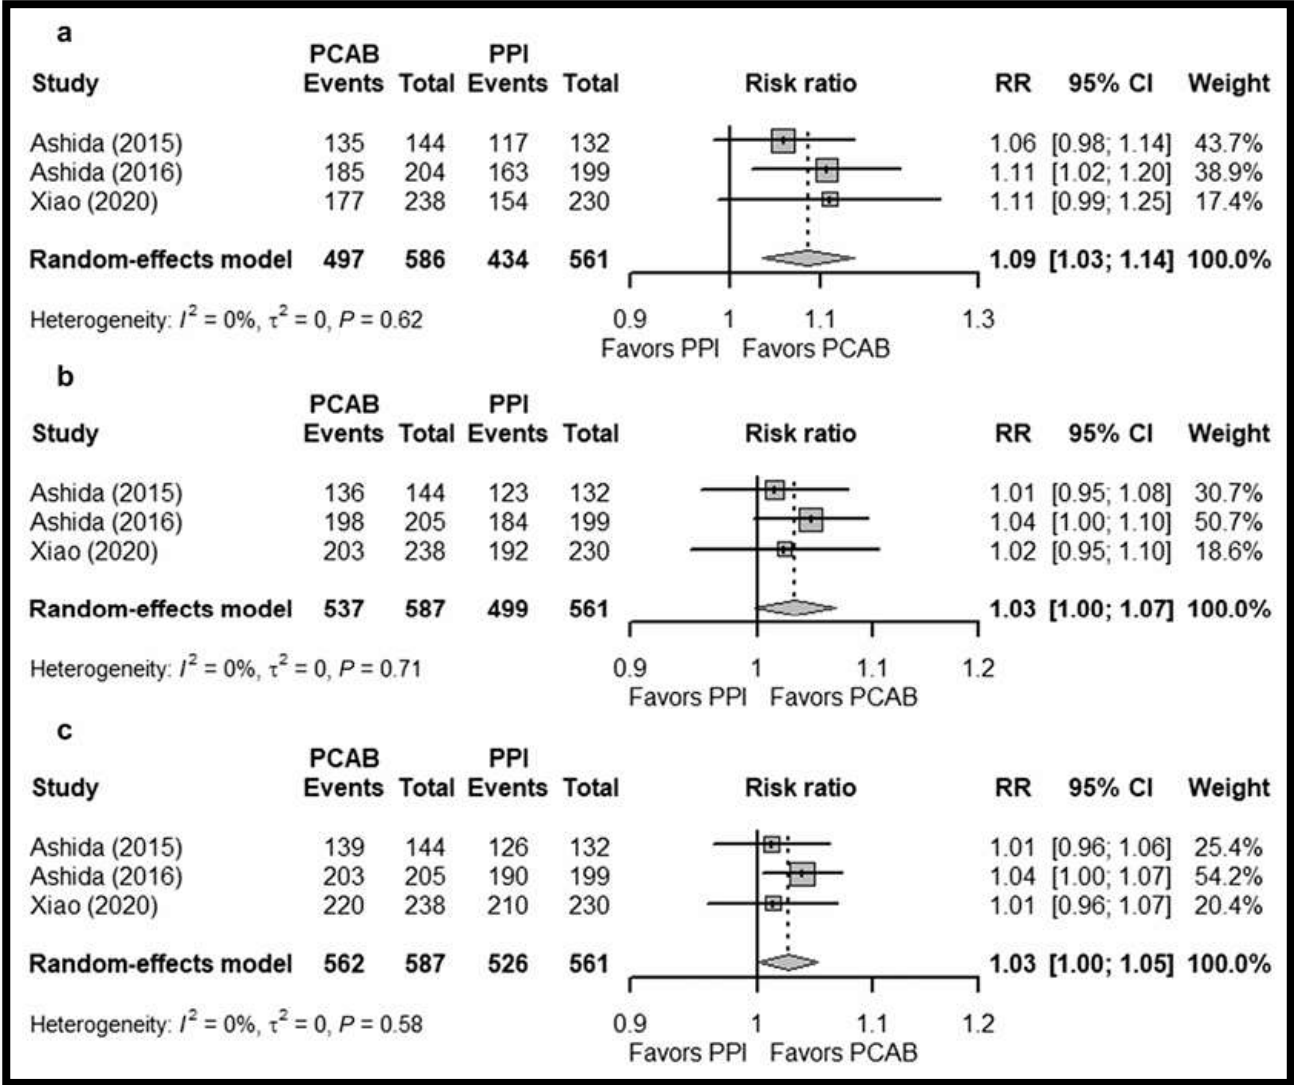 a
PCAB PPI
Study Events Total Events Total Risk ratio RR 95% CI Weight
Ashida (2015) 135 144 117 132 1.06 [0.98; 1.14] 43.7%
Ashida (2016) 185 204 163 199 1.11 [1.02; 1.20] 38.9%
Xiao (2020) 177 238 154 230 1.11 [0.99; 1.25] 17.4%
Random-effects model 497 586 434 561 1.09 [1.03; 1.14] 100.0%
Heterogeneity: I² = 0%, τ² = 0, P = 0.62 0.9 1 1.1 1.3
Favors PPI Favors PCAB
b
PCAB PPI
Study Events Total Events Total Risk ratio RR 95% CI Weight
Ashida (2015) 136 144 123 132 1.01 [0.95; 1.08] 30.7%
Ashida (2016) 198 205 184 199 1.04 [1.00; 1.10] 50.7%
Xiao (2020) 203 238 192 230 1.02 [0.95; 1.10] 18.6%
Random-effects model 537 587 499 561 1.03 [1.00; 1.07] 100.0%
Heterogeneity: I² = 0%, τ² = 0, P = 0.71 0.9 1 1.1 1.2
Favors PPI Favors PCAB
c
PCAB PPI
Study Events Total Events Total Risk ratio RR 95% CI Weight
Ashida (2015) 139 144 126 132 1.01 [0.96; 1.06] 25.4%
Ashida (2016) 203 205 190 199 1.04 [1.00; 1.07] 54.2%
Xiao (2020) 220 238 210 230 1.01 [0.96; 1.07] 20.4%
Random-effects model 562 587 526 561 1.03 [1.00; 1.05] 100.0%
Heterogeneity: I² = 0%, τ² = 0, P = 0.58 0.9 1 1.1 1.2
Favors PPI Favors PCAB